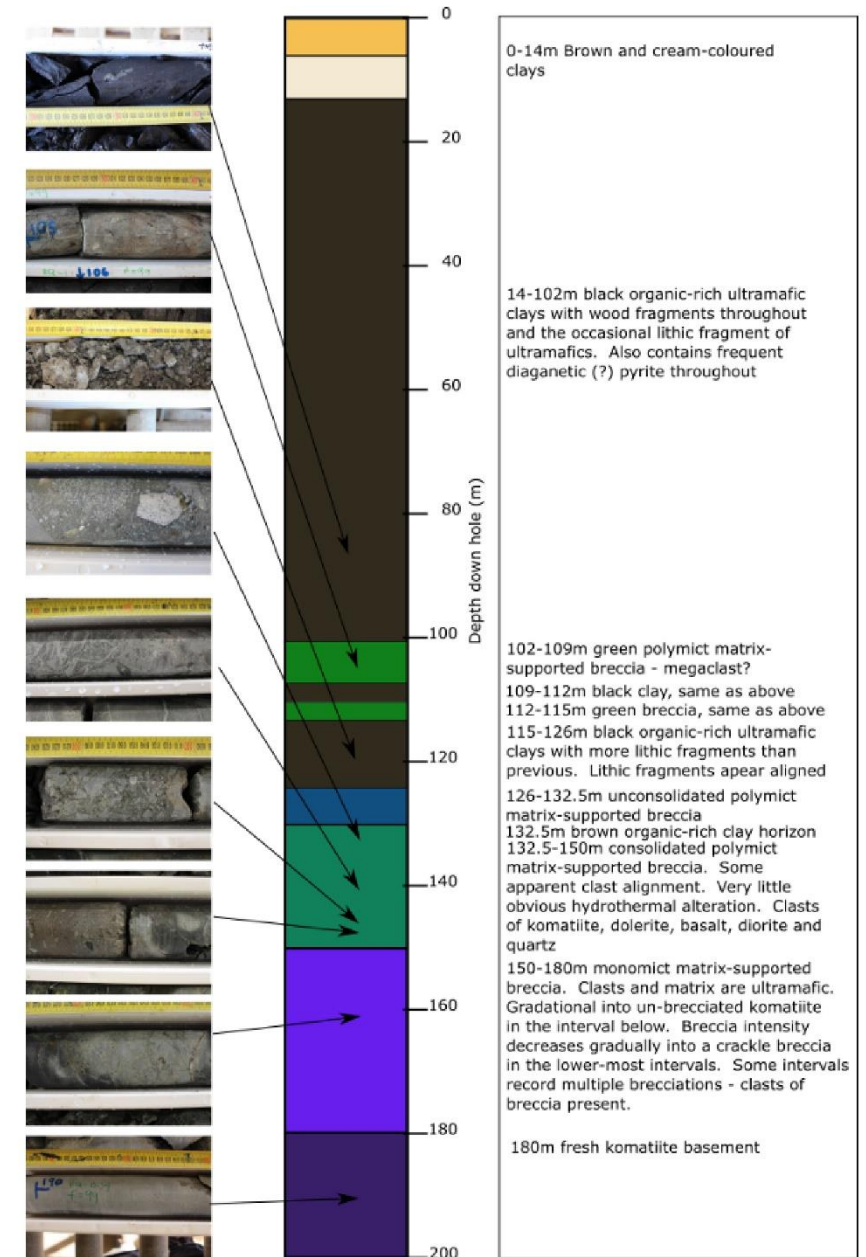 0
20
40
60
80
100
120
140
160
180
200
Depth down hole (m)
0-14m Brown and cream-coloured
clays
14-102m black organic-rich ultramafic
clays with wood fragments throughout
and the occasional lithic fragment of
ultramafics. Also contains frequent
diaganetic (?) pyrite throughout
102-109m green polymict matrix-
supported breccia - megaclast?
109-112m black clay, same as above
112-115m green breccia, same as above
115-126m black organic-rich ultramafic
clays with more lithic fragments than
previous. Lithic fragments apear aligned
126-132.5m unconsolidated polymict
matrix-supported breccia
132.5m brown organic-rich clay horizon
132.5-150m consolidated polymict
matrix-supported breccia. Some
apparent clast alignment. Very little
obvious hydrothermal alteration. Clasts
of komatiite, dolerite, basalt, diorite and
quartz
150-180m monomict matrix-supported
breccia. Clasts and matrix are ultramafic.
Gradational into un-brecciated komatiite
in the interval below. Breccia intensity
decreases gradually into a crackle breccia
in the lower-most intervals. Some intervals
record multiple brecciations - clasts of
breccia present.
180m fresh komatiite basement